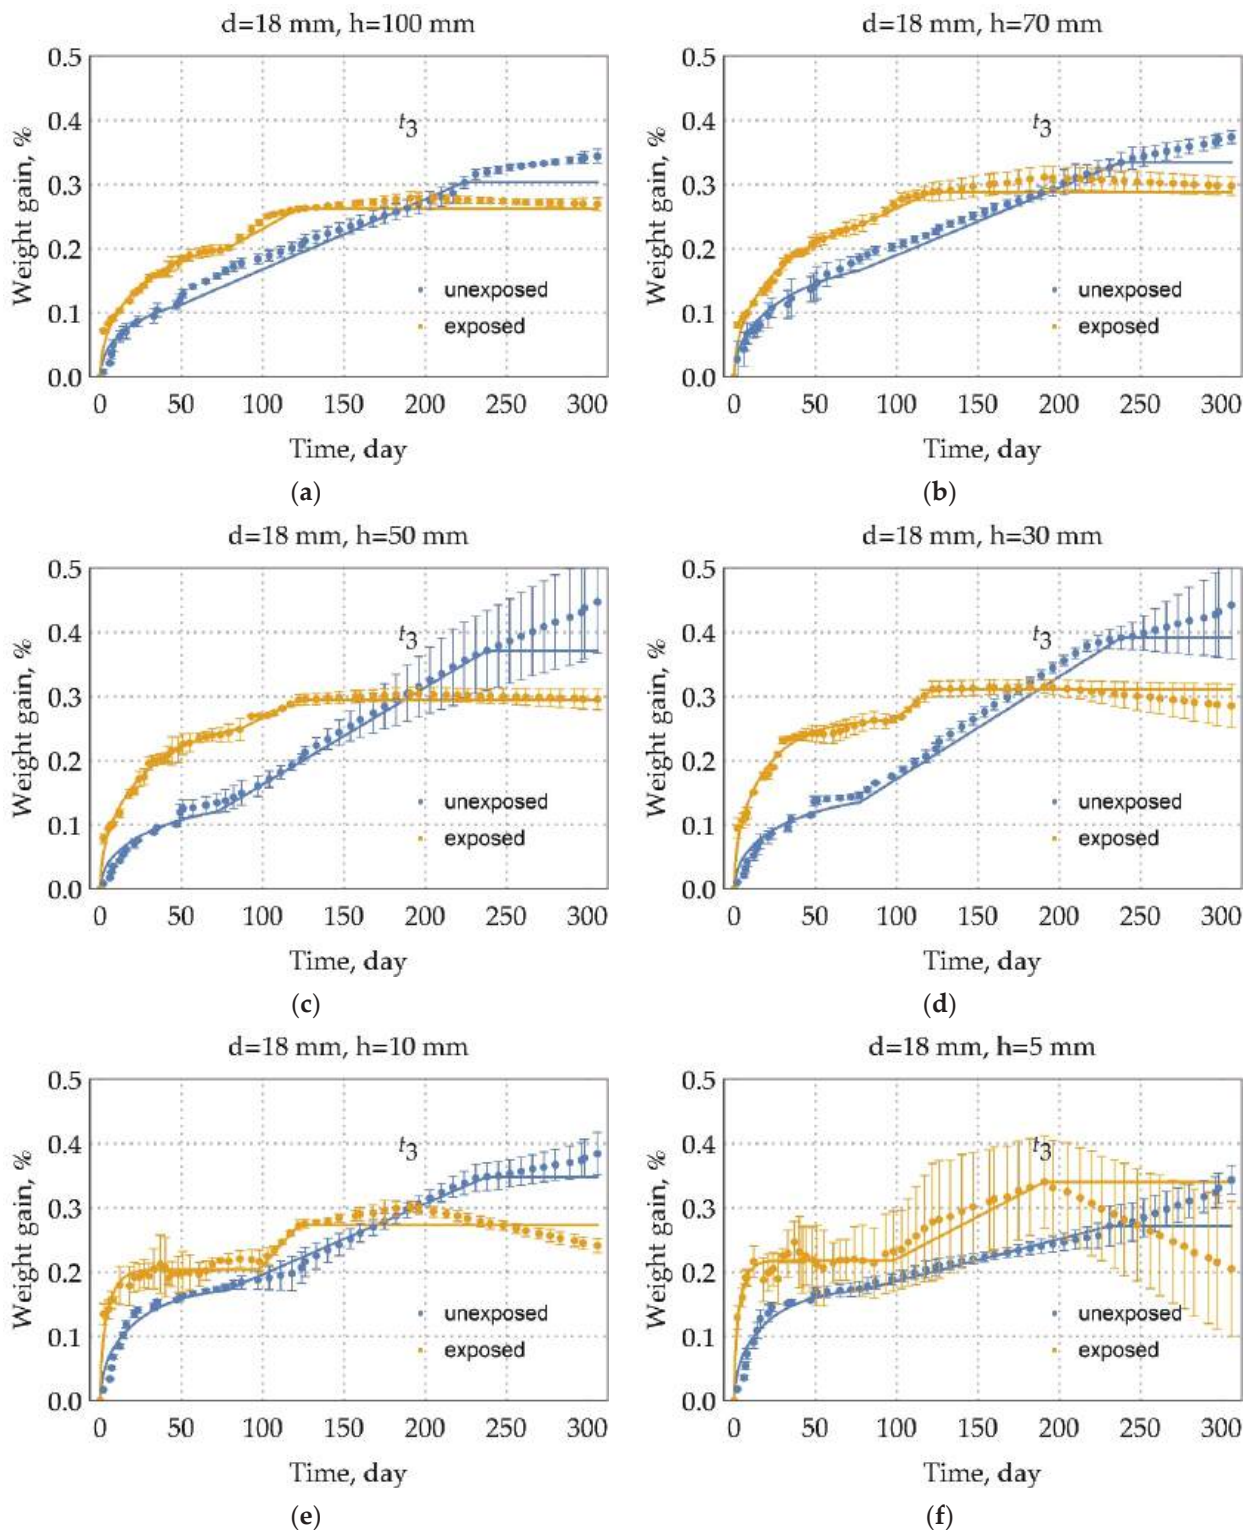 d=18 mm, h=100 mm
Weight gain, %
0.5
0.4
0.3
0.2
0.1
0.0
t3
unexposed
exposed
0 50 100 150 200 250 300
Time, day
(a)
d=18 mm, h=70 mm
Weight gain, %
0.5
0.4
0.3
0.2
0.1
0.0
t3
unexposed
exposed
0 50 100 150 200 250 300
Time, day
(b)
d=18 mm, h=50 mm
Weight gain, %
0.5
0.4
0.3
0.2
0.1
0.0
t3
unexposed
exposed
0 50 100 150 200 250 300
Time, day
(c)
d=18 mm, h=30 mm
Weight gain, %
0.5
0.4
0.3
0.2
0.1
0.0
t3
unexposed
exposed
0 50 100 150 200 250 300
Time, day
(d)
d=18 mm, h=10 mm
Weight gain, %
0.5
0.4
0.3
0.2
0.1
0.0
t3
unexposed
exposed
0 50 100 150 200 250 300
Time, day
(e)
d=18 mm, h=5 mm
Weight gain, %
0.5
0.4
0.3
0.2
0.1
0.0
t3
unexposed
exposed
0 50 100 150 200 250 300
Time, day
(f)